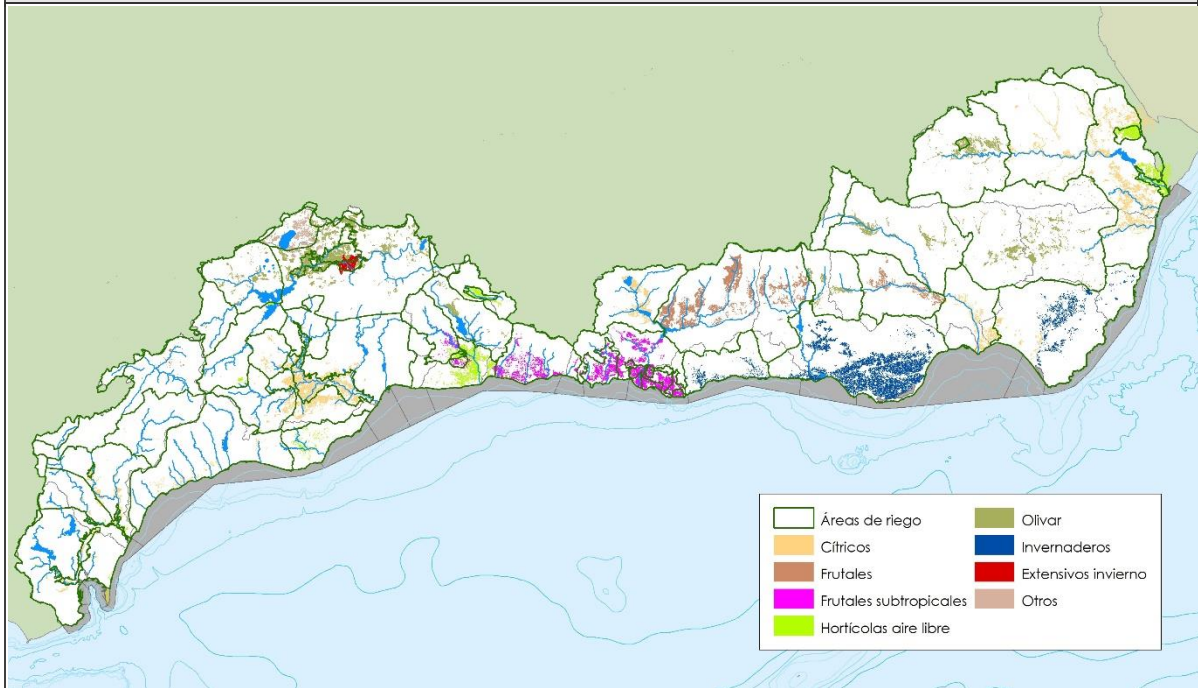 Áreas de riego
Cítricos
Frutales
Frutales subtropicales
Hortícolas aire libre
Olivar
Invernaderos
Extensivos invierno
Otros